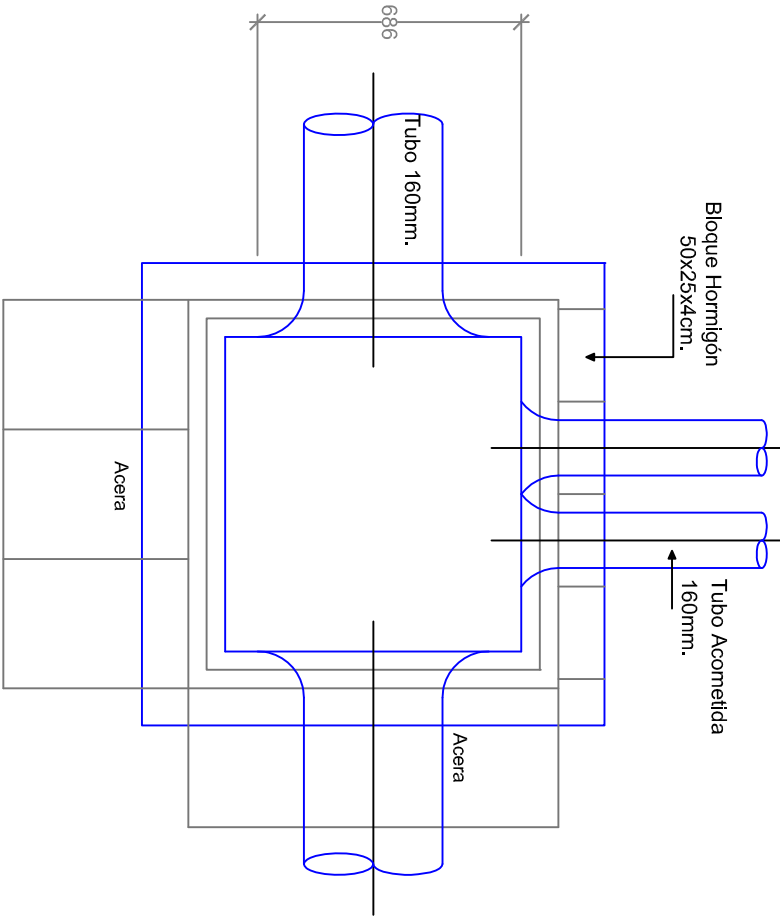 686
Tubo 160mm.
Bloque Hormigón
50x25x4cm.
Tubo Acometida
160mm.
Acera
Acera